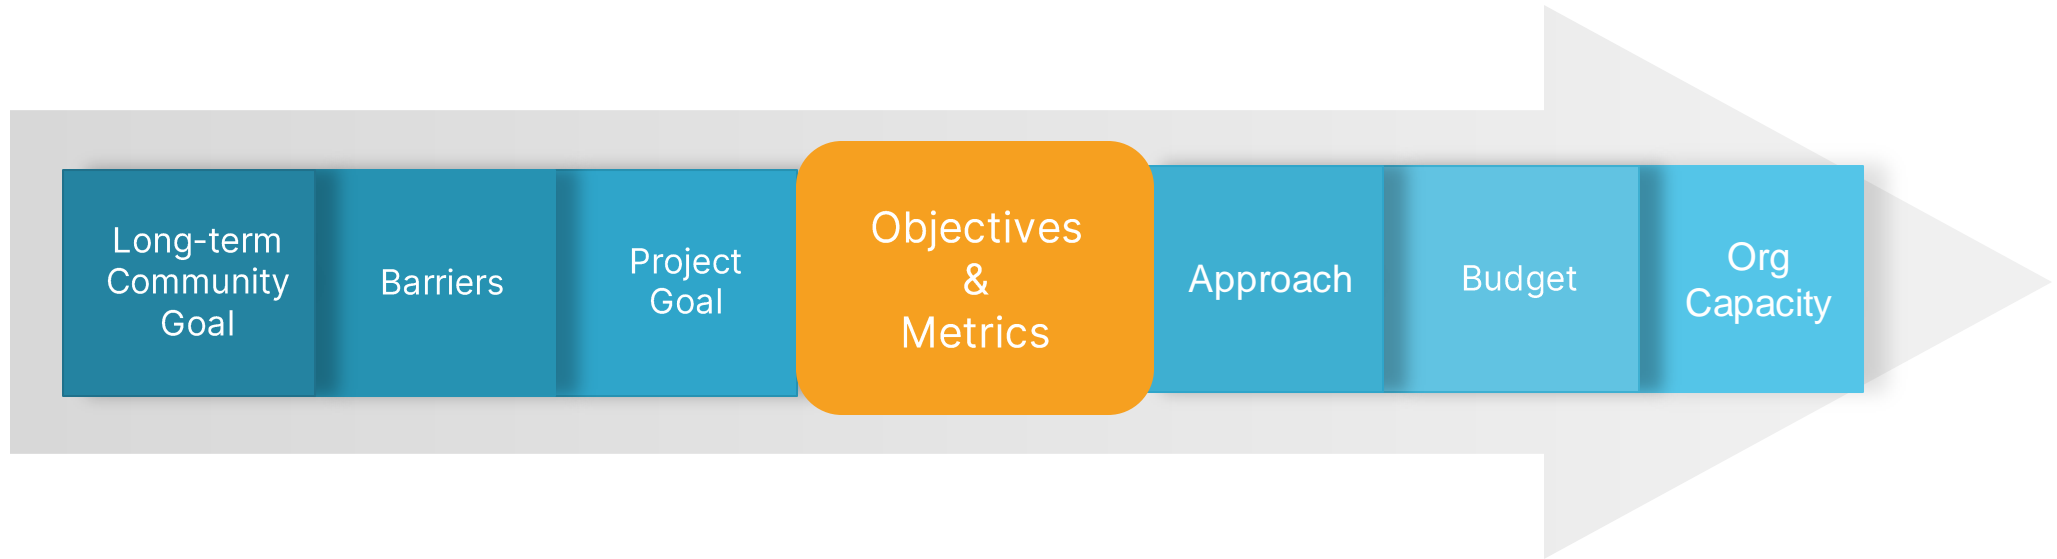 Long-term
Community
Goal
Barriers
Project
Goal
Objectives
&
Metrics
Approach
Budget
Org
Capacity